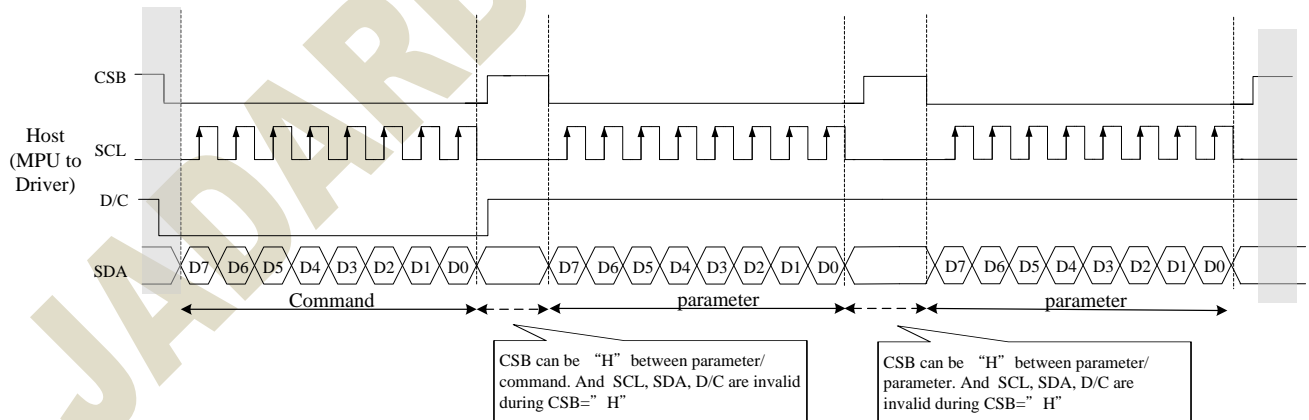 JADARD
CSB
Host
(MPU to
Driver)
SCL
D/C
SDA
D7 D6 D5 D4 D3 D2 D1 D0 D7 D6 D5 D4 D3 D2 D1 D0 D7 D6 D5 D4 D3 D2 D1 D0
Command parameter parameter
CSB can be “H” between parameter/
command. And SCL, SDA, D/C are invalid
during CSB=” H”
CSB can be “H” between parameter/
parameter. And SCL, SDA, D/C are
invalid during CSB=” H”